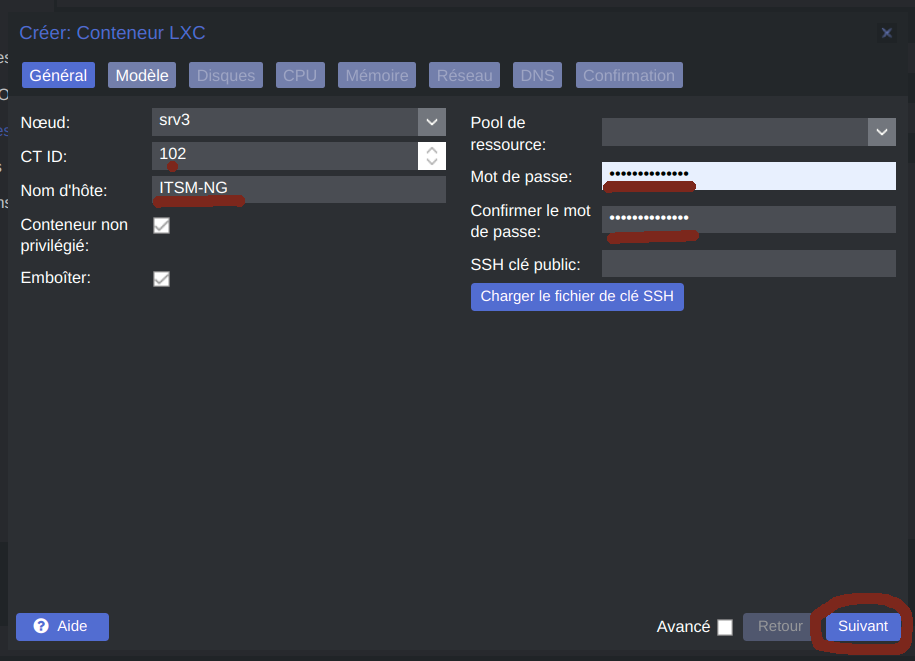 Créer: Conteneur LXC
Général Modèle Disques CPU Mémoire Réseau DNS Confirmation
Nœud: srv3
CT ID: 102
Nom d'hôte: ITSM-NG
Conteneur non
privilégié:
Emboîter:
Pool de
ressource:
Mot de passe: ••••••••••••••
Confirmer le mot
de passe: ••••••••••••••
SSH clé public:
Charger le fichier de clé SSH
Aide
Avancé Retour Suivant